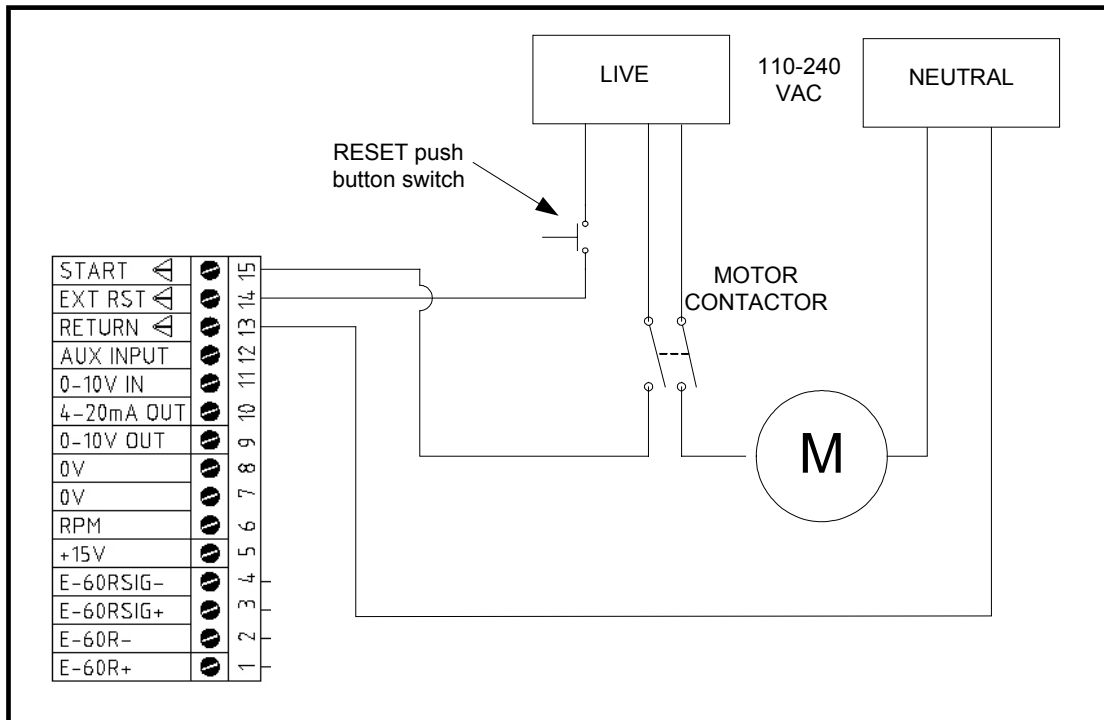 LIVE
110-240
VAC
NEUTRAL
RESET push
button switch
MOTOR
CONTACTOR
M
START 15
EXT RST 14
RETURN 13
AUX INPUT 12
0-10V IN 11
4-20mA OUT 10
0-10V OUT 9
0V 8
0V 7
RPM 6
+15V 5
E-60RSIG- 4
E-60RSIG+ 3
E-60R- 2
E-60R+ 1